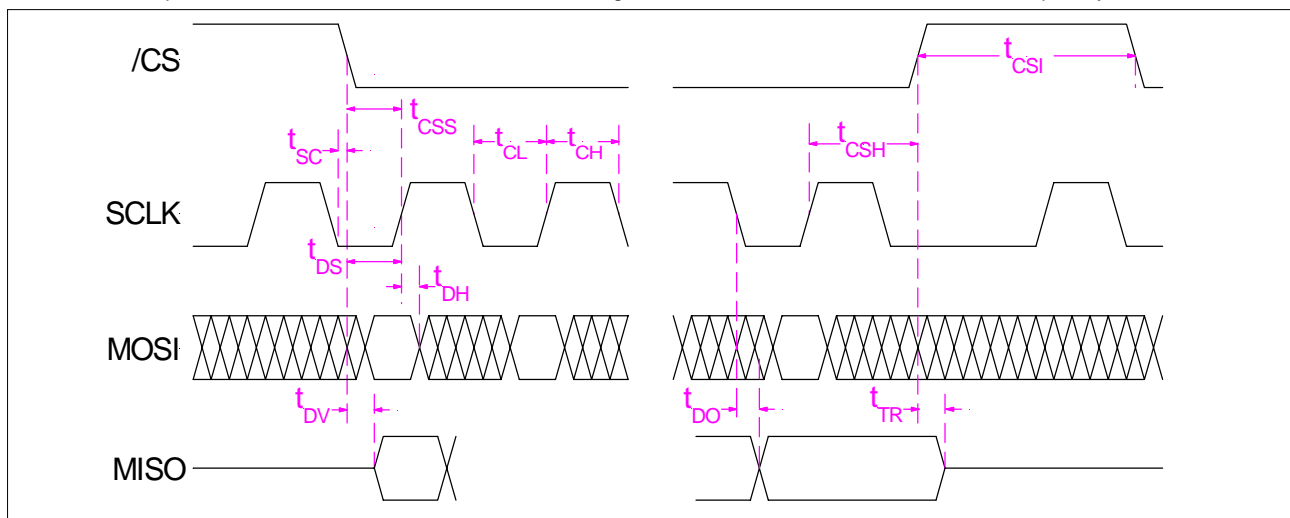 /CS
t CSI
t CSS
t SC
t CL
t CH
t CSH
SCLK
t DS
t DH
MOSI
t DV
t DO
t TR
MISO